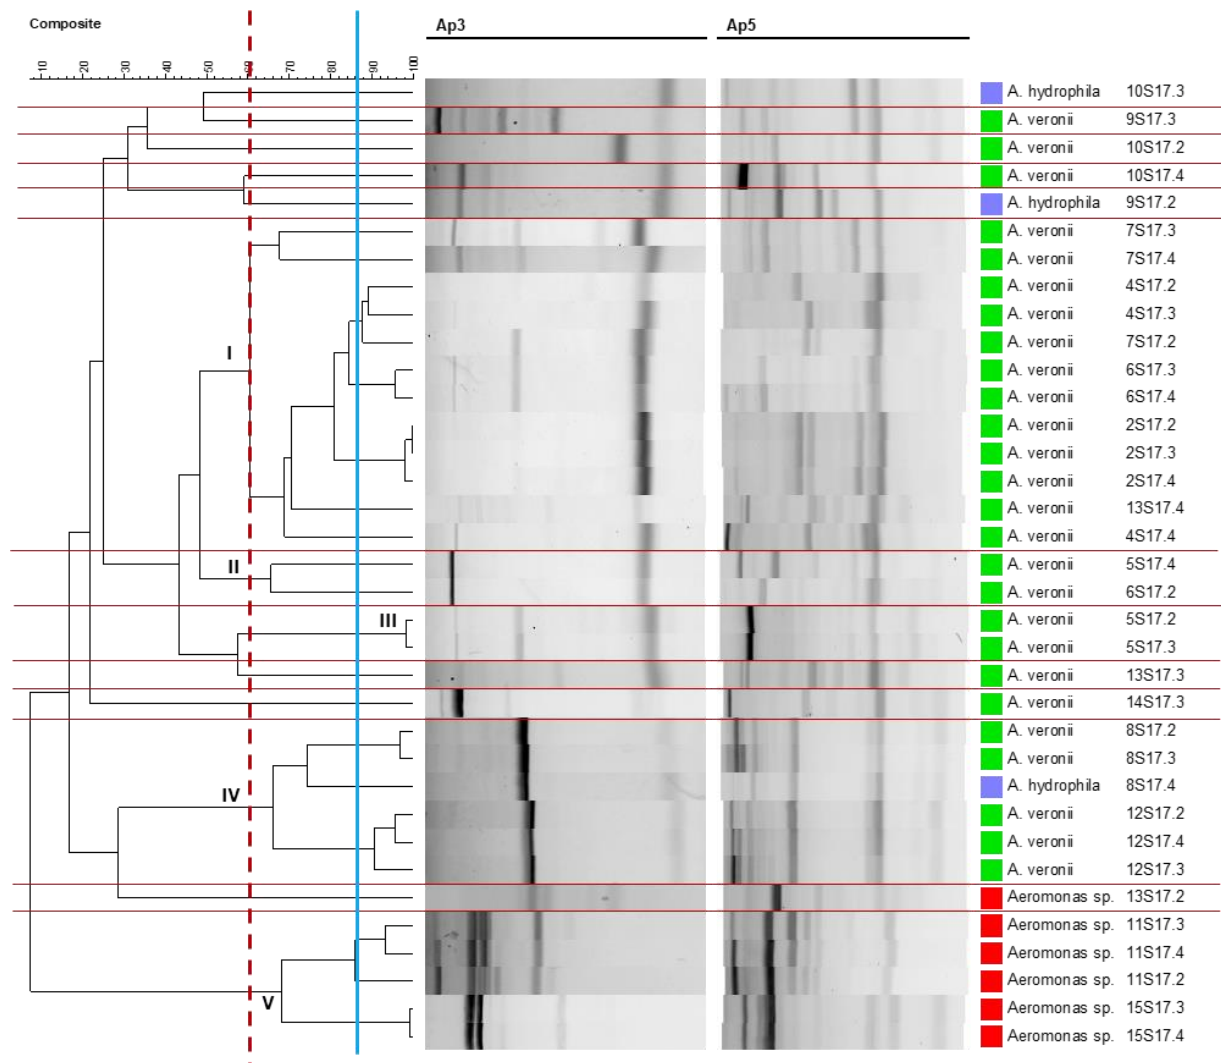 Composite
Ap3 Ap5
10 20 30 40 50 60 70 80 90 100
A. hydrophila 10S17.3
A. veronii 9S17.3
A. veronii 10S17.2
A. veronii 10S17.4
A. hydrophila 9S17.2
A. veronii 7S17.3
A. veronii 7S17.4
A. veronii 4S17.2
A. veronii 4S17.3
A. veronii 7S17.2
I
A. veronii 6S17.3
A. veronii 6S17.4
A. veronii 2S17.2
A. veronii 2S17.3
A. veronii 2S17.4
A. veronii 13S17.4
A. veronii 4S17.4
II A. veronii 5S17.4
A. veronii 6S17.2
III A. veronii 5S17.2
A. veronii 5S17.3
A. veronii 13S17.3
A. veronii 14S17.3
A. veronii 8S17.2
A. veronii 8S17.3
IV A. hydrophila 8S17.4
A. veronii 12S17.2
A. veronii 12S17.4
A. veronii 12S17.3
Aeromonas sp. 13S17.2
Aeromonas sp. 11S17.3
Aeromonas sp. 11S17.4
Aeromonas sp. 11S17.2
V Aeromonas sp. 15S17.3
Aeromonas sp. 15S17.4